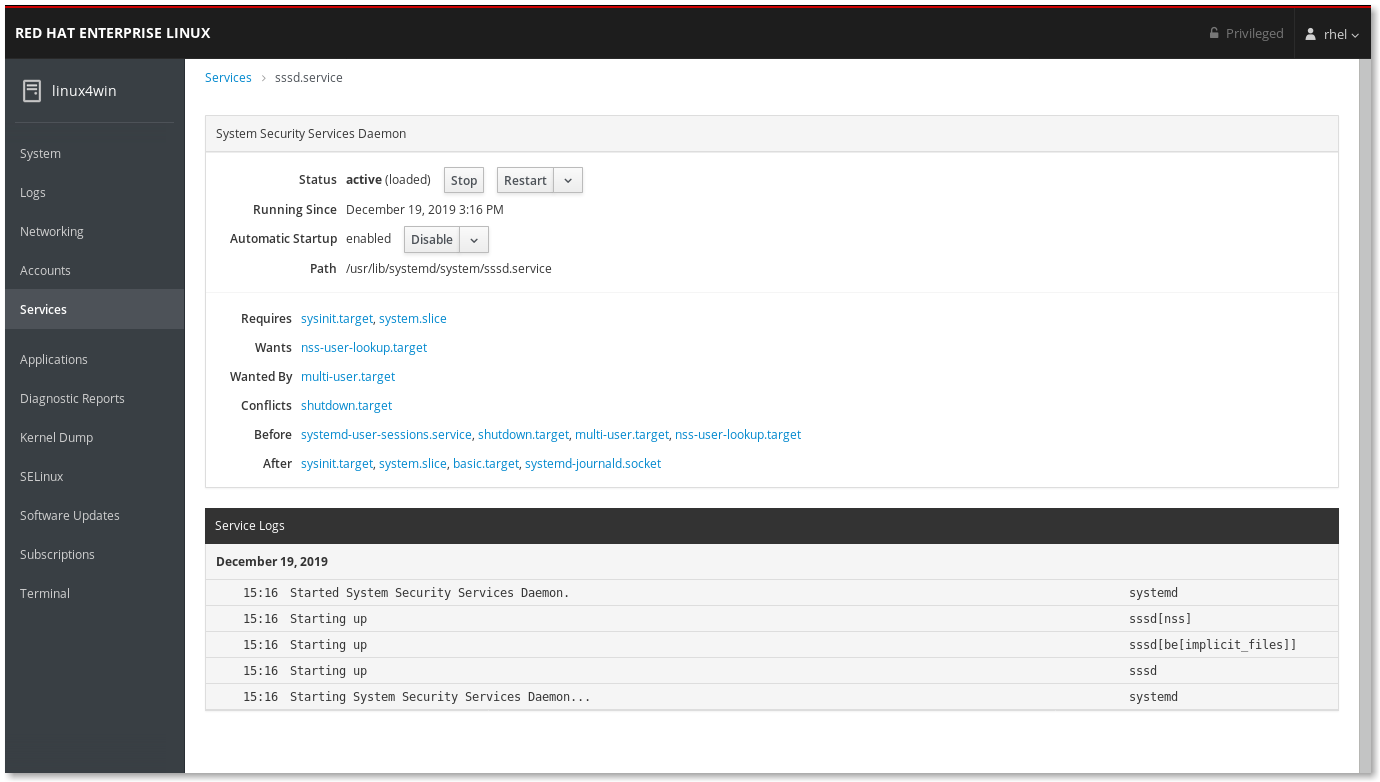 RED HAT ENTERPRISE LINUX
Privileged
rhel
linux4win
System
Logs
Networking
Accounts
Services
Applications
Diagnostic Reports
Kernel Dump
SELinux
Software Updates
Subscriptions
Terminal
Services › sssd.service
System Security Services Daemon
Status active (loaded) Stop Restart
Running Since December 19, 2019 3:16 PM
Automatic Startup enabled Disable
Path /usr/lib/systemd/system/sssd.service
Requires sysinit.target, system.slice
Wants nss-user-lookup.target
Wanted By multi-user.target
Conflicts shutdown.target
Before systemd-user-sessions.service, shutdown.target, multi-user.target, nss-user-lookup.target
After sysinit.target, system.slice, basic.target, systemd-journald.socket
Service Logs
December 19, 2019
15:16 Started System Security Services Daemon. systemd
15:16 Starting up sssd[nss]
15:16 Starting up sssd[be[implicit_files]]
15:16 Starting up sssd
15:16 Starting System Security Services Daemon... systemd